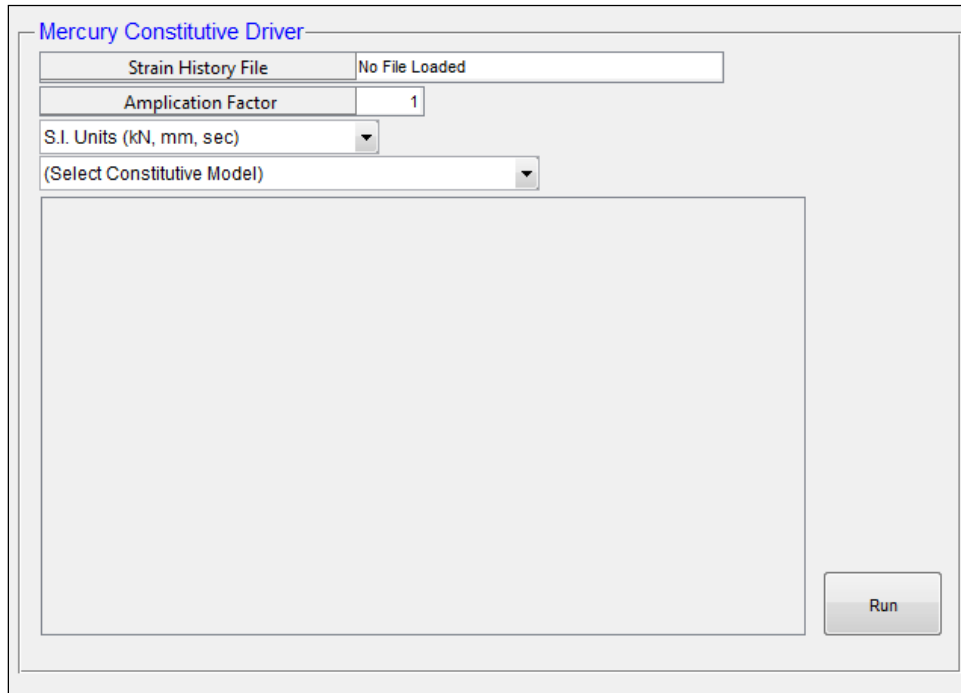 Mercury Constitutive Driver
Strain History File No File Loaded
Amplication Factor 1
S.I. Units (kN, mm, sec)
(Select Constitutive Model)
Run